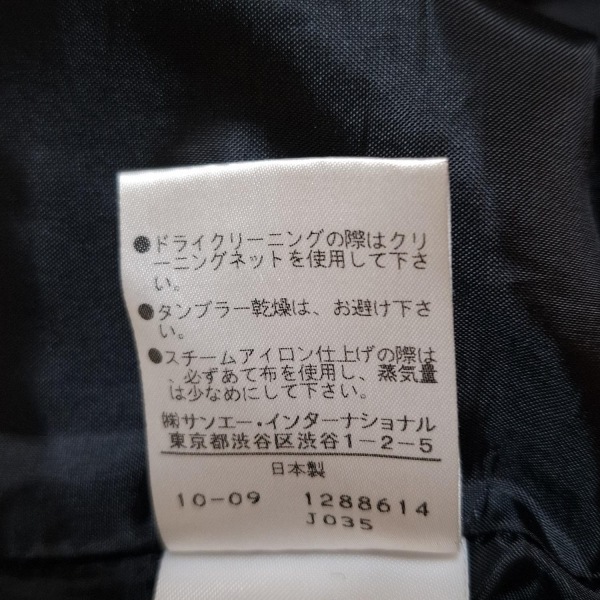 ●ドライクリーニングの際はクリ
ーニングネットを使用して下さ
い。
●タンブラー乾燥は、お避け下さ
い。
●スチームアイロン仕上げの際は
、必ずあて布を使用し、蒸気量
は少なめにして下さい。
㈱サンエー・インターナショナル
東京都渋谷区渋谷1-2-5
日本製
10-09 1288614
J035